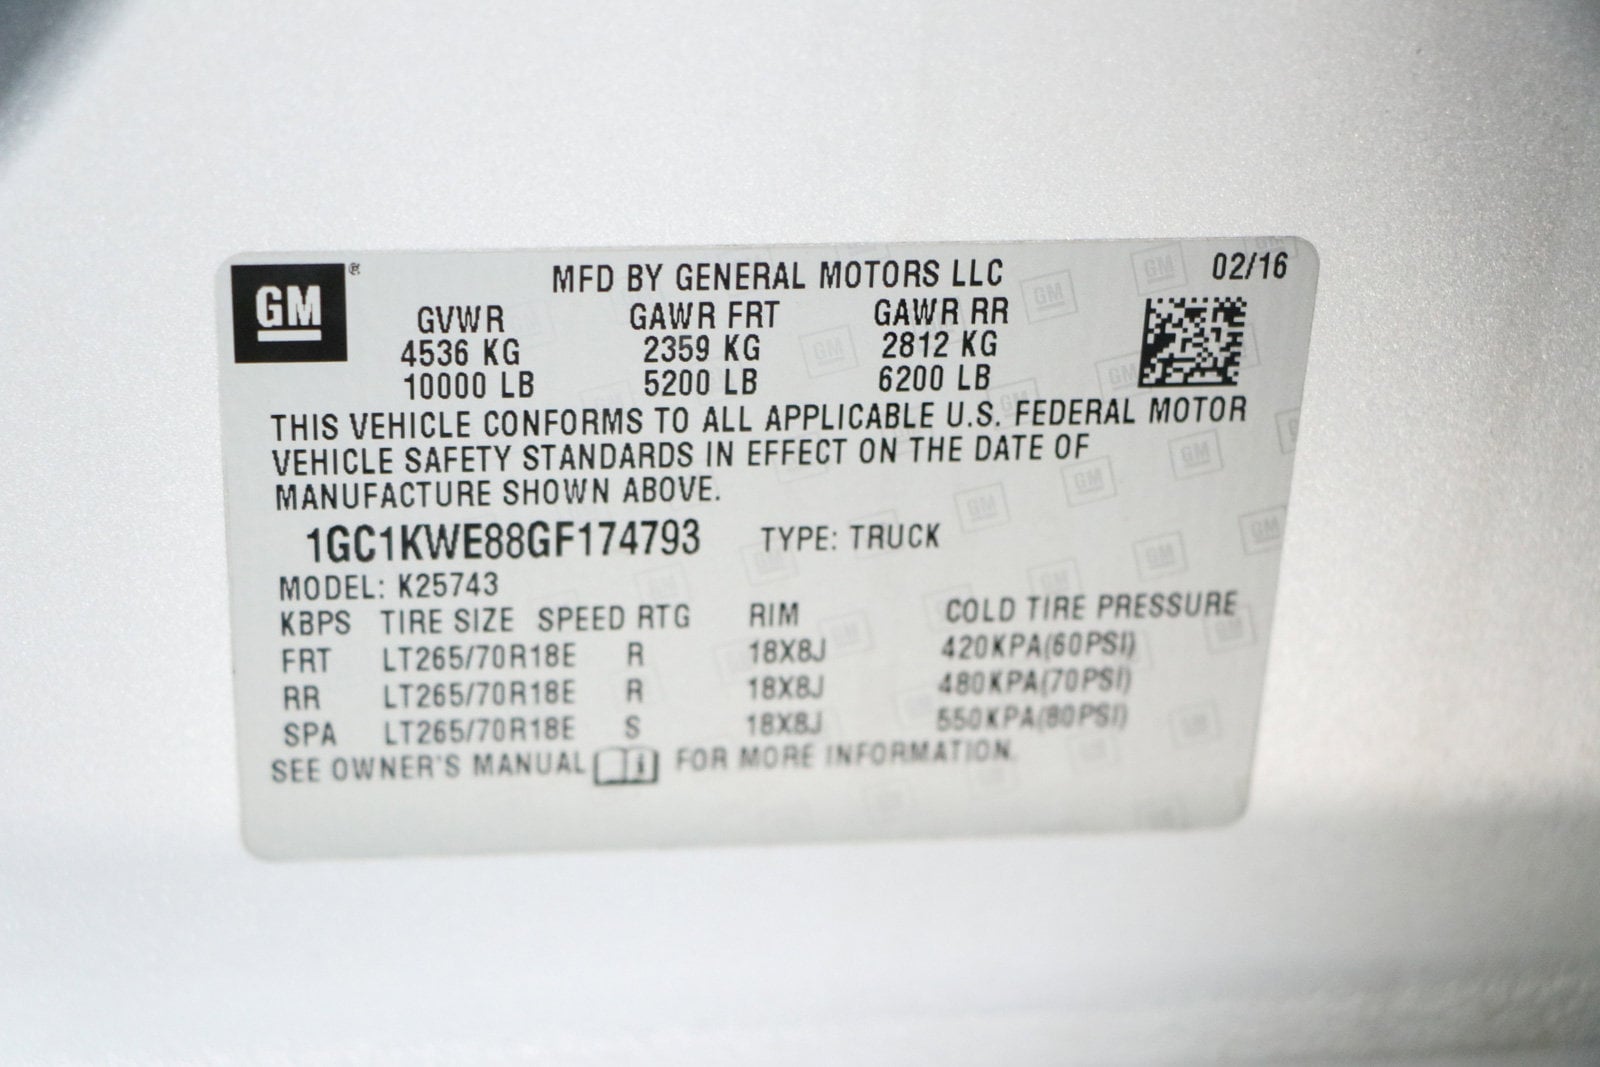 GM ®
MFD BY GENERAL MOTORS LLC 02/16
GVWR GAWR FRT GAWR RR
4536 KG 2359 KG 2812 KG
10000 LB 5200 LB 6200 LB
THIS VEHICLE CONFORMS TO ALL APPLICABLE U.S. FEDERAL MOTOR
VEHICLE SAFETY STANDARDS IN EFFECT ON THE DATE OF
MANUFACTURE SHOWN ABOVE.
1GC1KWE88GF174793 TYPE: TRUCK
MODEL: K25743
KBPS TIRE SIZE SPEED RTG RIM COLD TIRE PRESSURE
FRT LT265/70R18E R 18X8J 420KPA(60PSI)
RR LT265/70R18E R 18X8J 480KPA(70PSI)
SPA LT265/70R18E S 18X8J 550KPA(80PSI)
SEE OWNER'S MANUAL FOR MORE INFORMATION.